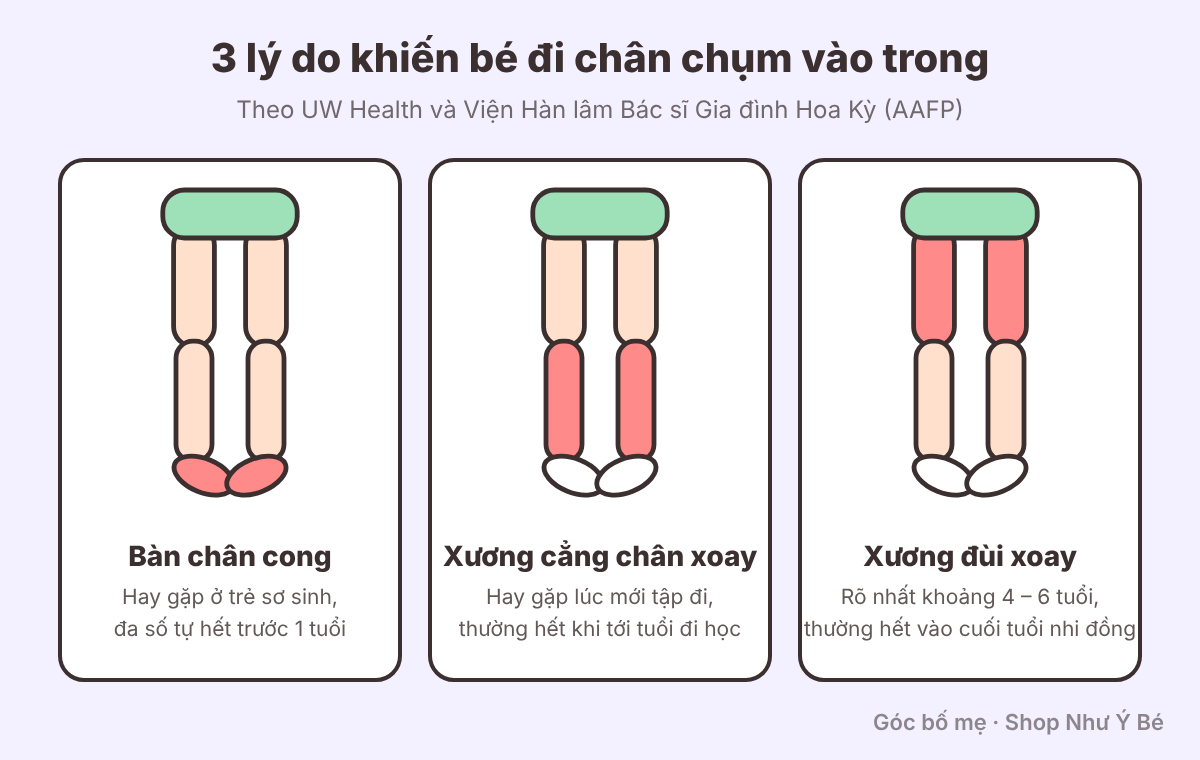 3 lý do khiến bé đi chân chụm vào trong
Theo UW Health và Viện Hàn lâm Bác sĩ Gia đình Hoa Kỳ (AAFP)
Bàn chân cong
Hay gặp ở trẻ sơ sinh,
đa số tự hết trước 1 tuổi
Xương cẳng chân xoay
Hay gặp lúc mới tập đi,
thường hết khi tới tuổi đi học
Xương đùi xoay
Rõ nhất khoảng 4 – 6 tuổi,
thường hết vào cuối tuổi nhi đồng
Góc bố mẹ · Shop Như Ý Bé